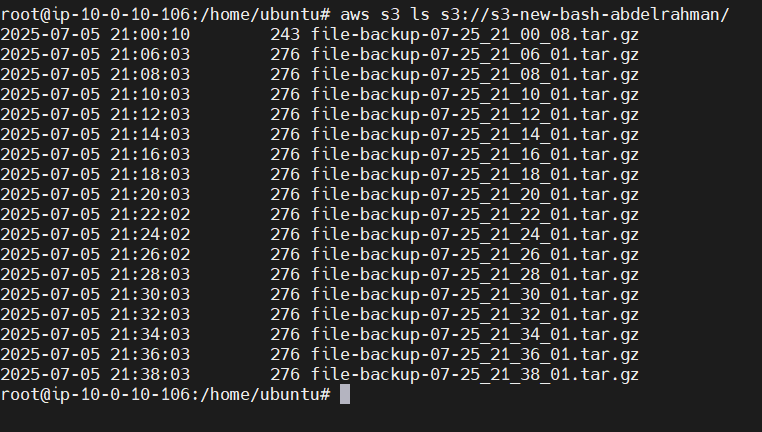 root@ip-10-0-10-106:/home/ubuntu# aws s3 ls s3://s3-new-bash-abdelrahman/
2025-07-05 21:00:10        243 file-backup-07-25_21_00_08.tar.gz
2025-07-05 21:06:03        276 file-backup-07-25_21_06_01.tar.gz
2025-07-05 21:08:03        276 file-backup-07-25_21_08_01.tar.gz
2025-07-05 21:10:03        276 file-backup-07-25_21_10_01.tar.gz
2025-07-05 21:12:03        276 file-backup-07-25_21_12_01.tar.gz
2025-07-05 21:14:03        276 file-backup-07-25_21_14_01.tar.gz
2025-07-05 21:16:03        276 file-backup-07-25_21_16_01.tar.gz
2025-07-05 21:18:03        276 file-backup-07-25_21_18_01.tar.gz
2025-07-05 21:20:03        276 file-backup-07-25_21_20_01.tar.gz
2025-07-05 21:22:02        276 file-backup-07-25_21_22_01.tar.gz
2025-07-05 21:24:02        276 file-backup-07-25_21_24_01.tar.gz
2025-07-05 21:26:02        276 file-backup-07-25_21_26_01.tar.gz
2025-07-05 21:28:03        276 file-backup-07-25_21_28_01.tar.gz
2025-07-05 21:30:03        276 file-backup-07-25_21_30_01.tar.gz
2025-07-05 21:32:03        276 file-backup-07-25_21_32_01.tar.gz
2025-07-05 21:34:03        276 file-backup-07-25_21_34_01.tar.gz
2025-07-05 21:36:03        276 file-backup-07-25_21_36_01.tar.gz
2025-07-05 21:38:03        276 file-backup-07-25_21_38_01.tar.gz
root@ip-10-0-10-106:/home/ubuntu#